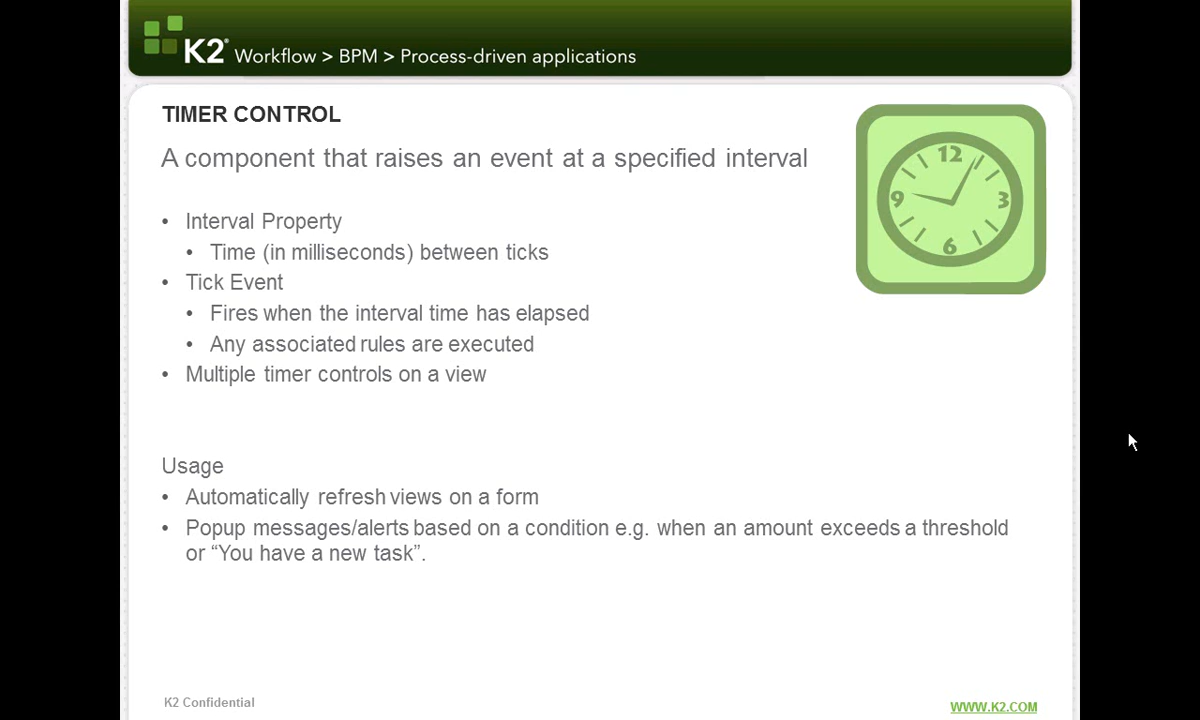 K2® Workflow > BPM > Process-driven applications
TIMER CONTROL
A component that raises an event at a specified interval
12
9
3
6
• Interval Property
• Time (in milliseconds) between ticks
• Tick Event
• Fires when the interval time has elapsed
• Any associated rules are executed
• Multiple timer controls on a view
Usage
• Automatically refresh views on a form
• Popup messages/alerts based on a condition e.g. when an amount exceeds a threshold
or “You have a new task”.
K2 Confidential
WWW.K2.COM